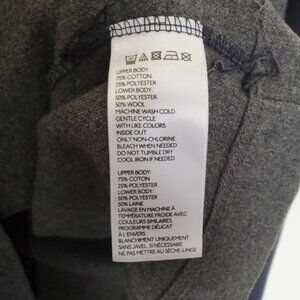 UPPER BODY
75% COTTON
25% POLYESTER
LOWER BODY
50% POLYESTER
50% WOOL
MACHINE WASH COLD
GENTLE CYCLE
WITH LIKE COLORS
INSIDE OUT
ONLY NON-CHLORINE
BLEACH WHEN NEEDED
DO NOT TUMBLE DRY
COOL IRON IF NEEDED
UPPER BODY
75% COTON
25% POLYESTER
LOWER BODY
50% POLYESTER
50% LAINE
LAVAGE EN MACHINE À
TEMPÉRATURE FROIDE AVEC
COULEURS SIMILAIRES.
PROGRAMME DÉLICAT
À L'ENVERS
BLANCHIMENT UNIQUEMENT
SANS JAVEL, SI NÉCESSAIRE
NE PAS METTRE AU SÈCHE-LINGE